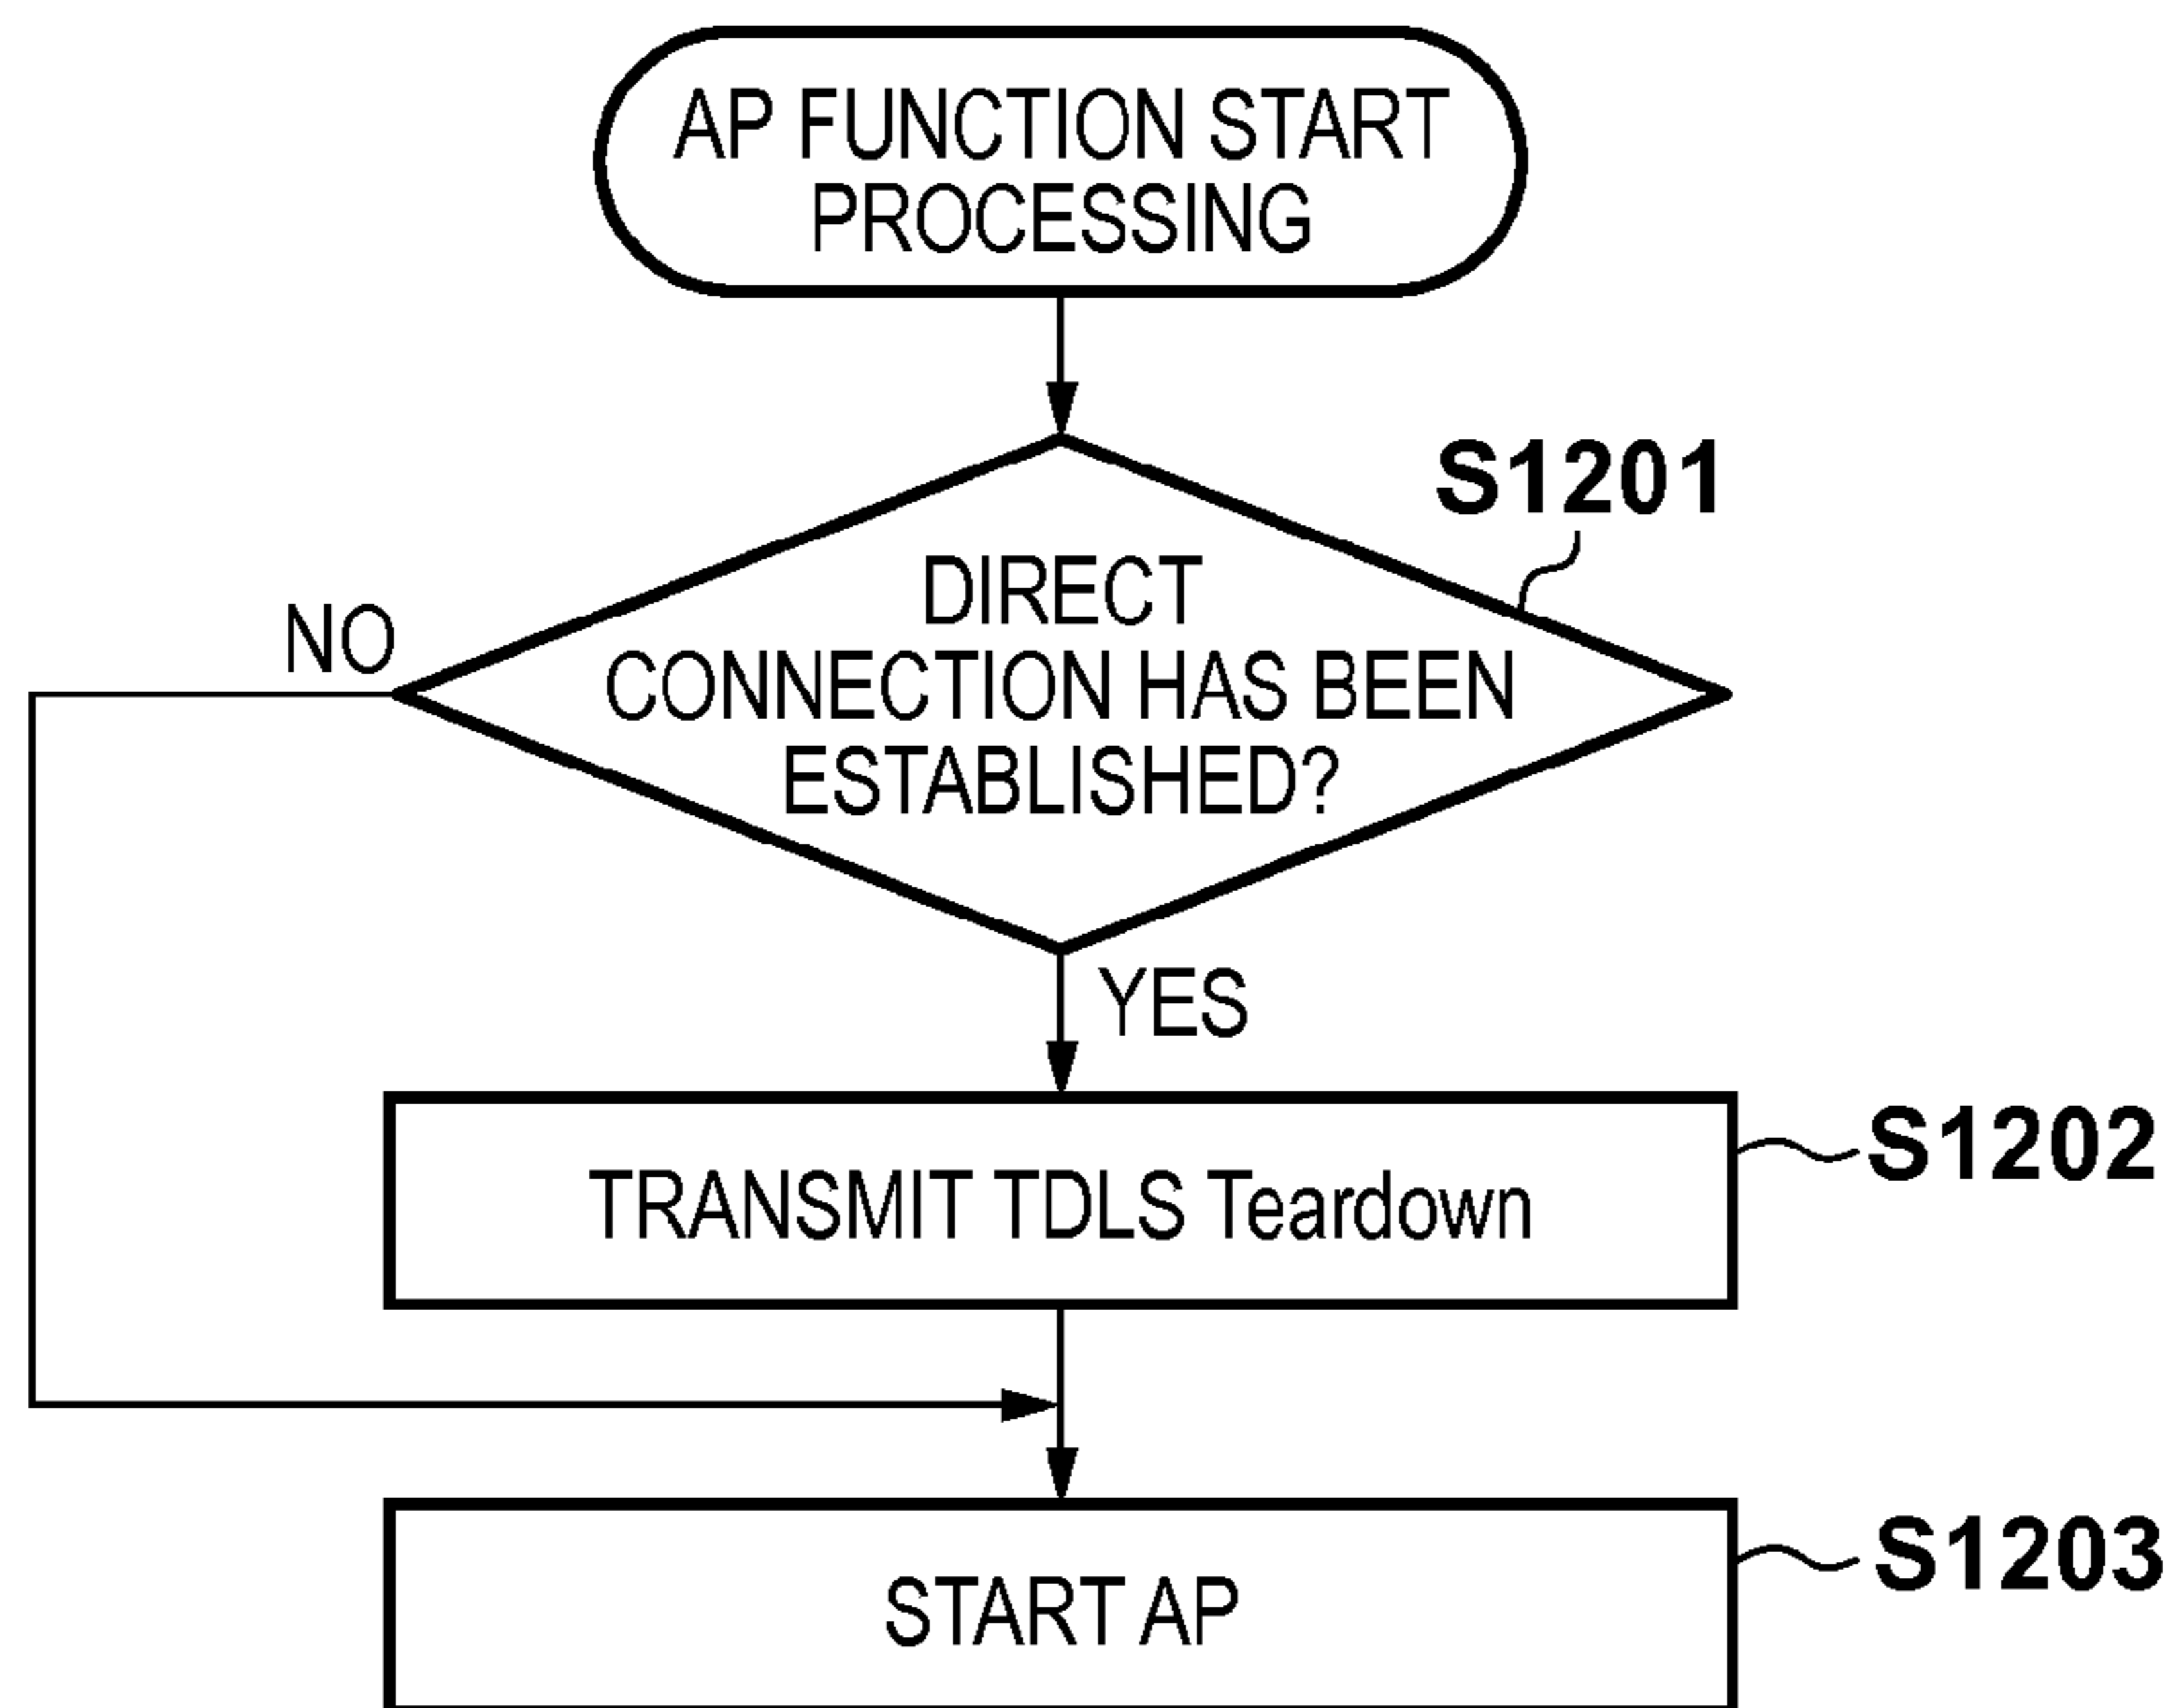 AP FUNCTION START
PROCESSING
S1201
DIRECT
CONNECTION HAS BEEN
ESTABLISHED?
NO
YES
TRANSMIT TDLS Teardown
S1202
START AP
S1203